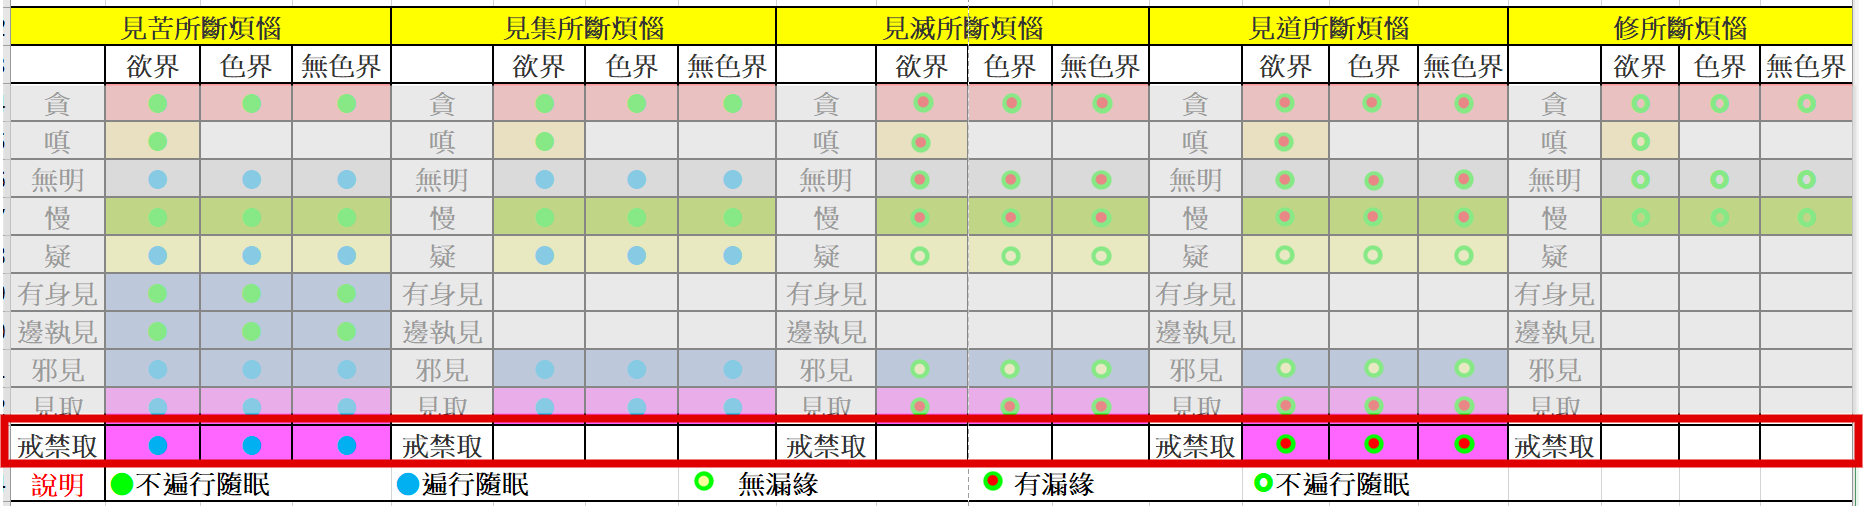 見苦所斷煩惱 見集所斷煩惱 見滅所斷煩惱 見道所斷煩惱 修所斷煩惱
欲界 色界 無色界 欲界 色界 無色界 欲界 色界 無色界 欲界 色界 無色界 欲界 色界 無色界
貪 貪 貪 貪 貪
嗔 嗔 嗔 嗔 嗔
無明 無明 無明 無明 無明
慢 慢 慢 慢 慢
疑 疑 疑 疑 疑
有身見 有身見 有身見 有身見 有身見
邊執見 邊執見 邊執見 邊執見 邊執見
邪見 邪見 邪見 邪見 邪見
見取 見取 見取 見取 見取
戒禁取 戒禁取 戒禁取 戒禁取 戒禁取
說明 不遍行隨眠 遍行隨眠 無漏緣 有漏緣 不遍行隨眠